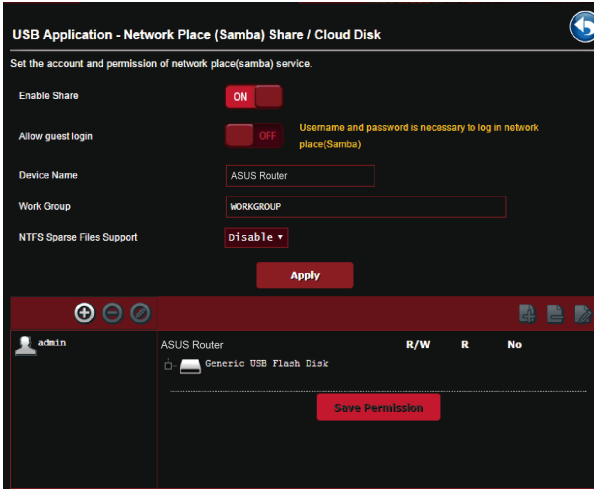 USB Application - Network Place (Samba) Share / Cloud Disk
Set the account and permission of network place(samba) service.
Enable Share
ON
Allow guest login
OFF
Username and password is necessary to log in network
place(Samba)
Device Name
ASUS Router
Work Group
WORKGROUP
NTFS Sparse Files Support
Disable
Apply
admin
ASUS Router
R/W
R
No
Generic USB Flash Disk
Save Permission